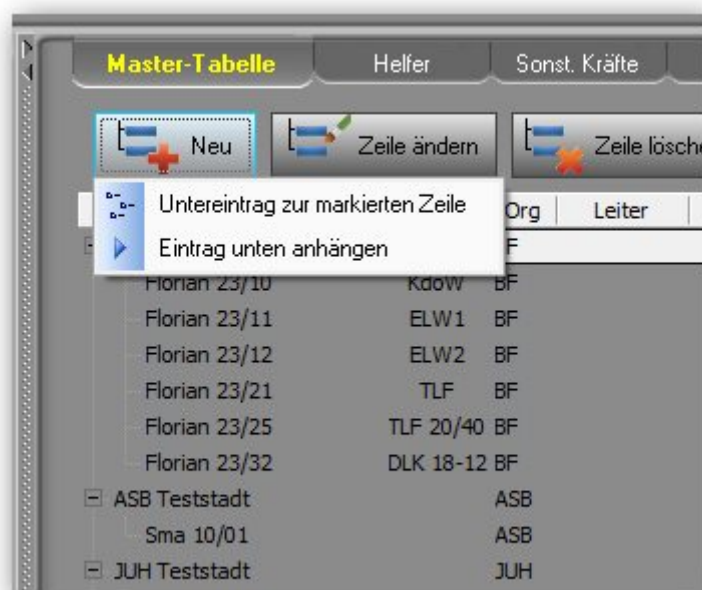 Master-Tabelle Helfer Sonst. Kräfte
Neu Zeile ändern Zeile lösche
Untereintrag zur markierten Zeile
Eintrag unten anhängen
Org Leiter
Florian 23/10 KdoW BF
Florian 23/11 ELW1 BF
Florian 23/12 ELW2 BF
Florian 23/21 TLF BF
Florian 23/25 TLF 20/40 BF
Florian 23/32 DLK 18-12 BF
ASB Teststadt ASB
Sma 10/01 ASB
JUH Teststadt JUH